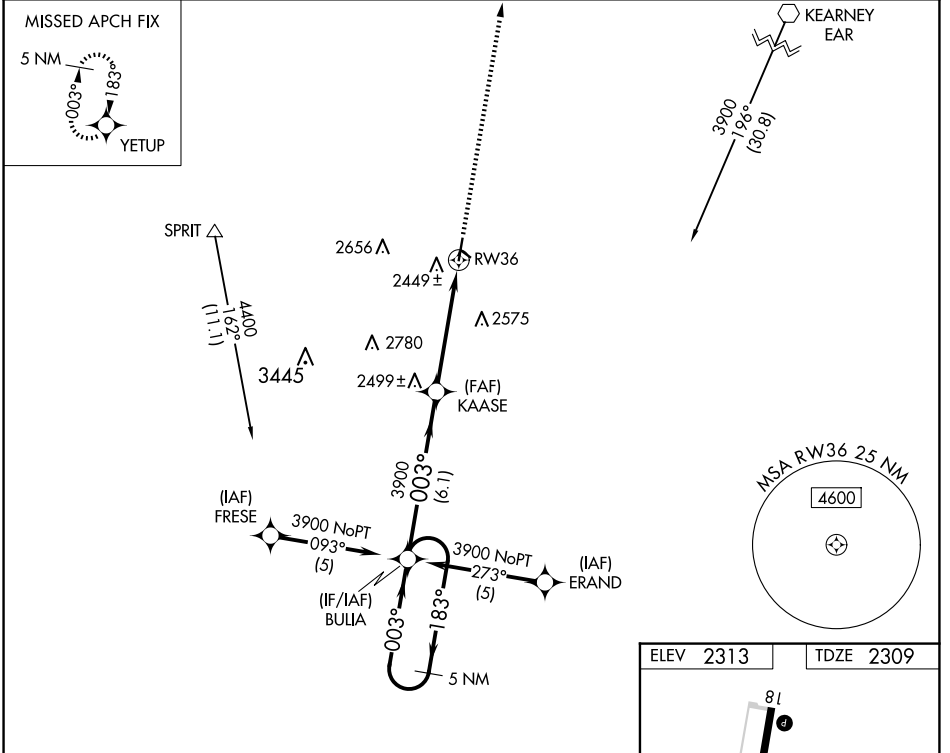 MISSED APCH FIX
5 NM
003°
183°
YETUP
KEARNEY
EAR
3900
196°
(30.8)
SPRIT
4400
162°
(11.1)
2656
RW36
2449±
2575
2780
3445
2499±
(FAF)
KAASE
3900
003°
(6.1)
MSA RW36 25 NM
4600
(IAF)
FRESE
3900 NoPT
093°
(5)
3900 NoPT
273°
(5)
(IAF)
ERAND
(IF/IAF)
BULIA
003°
183°
5 NM
ELEV 2313
TDZE 2309
18
P